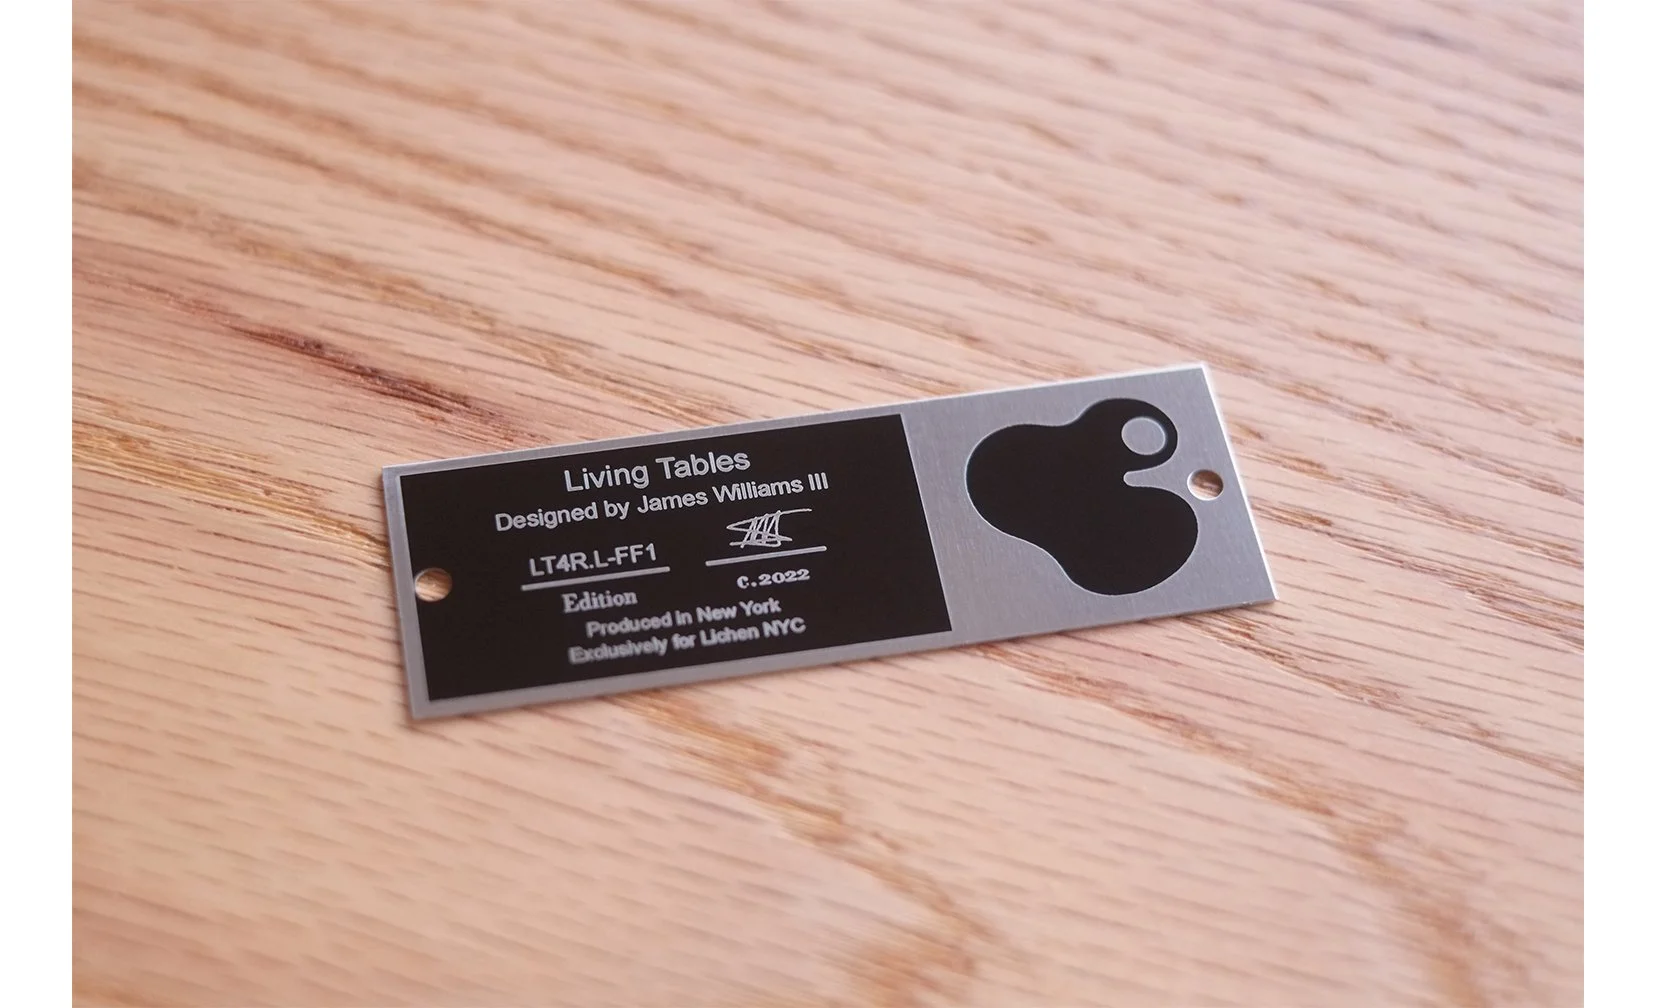 Living Tables
Designed by James Williams III
LT4R.L-FF1
Edition
c.2022
Produced in New York
Exclusively for Lichen NYC